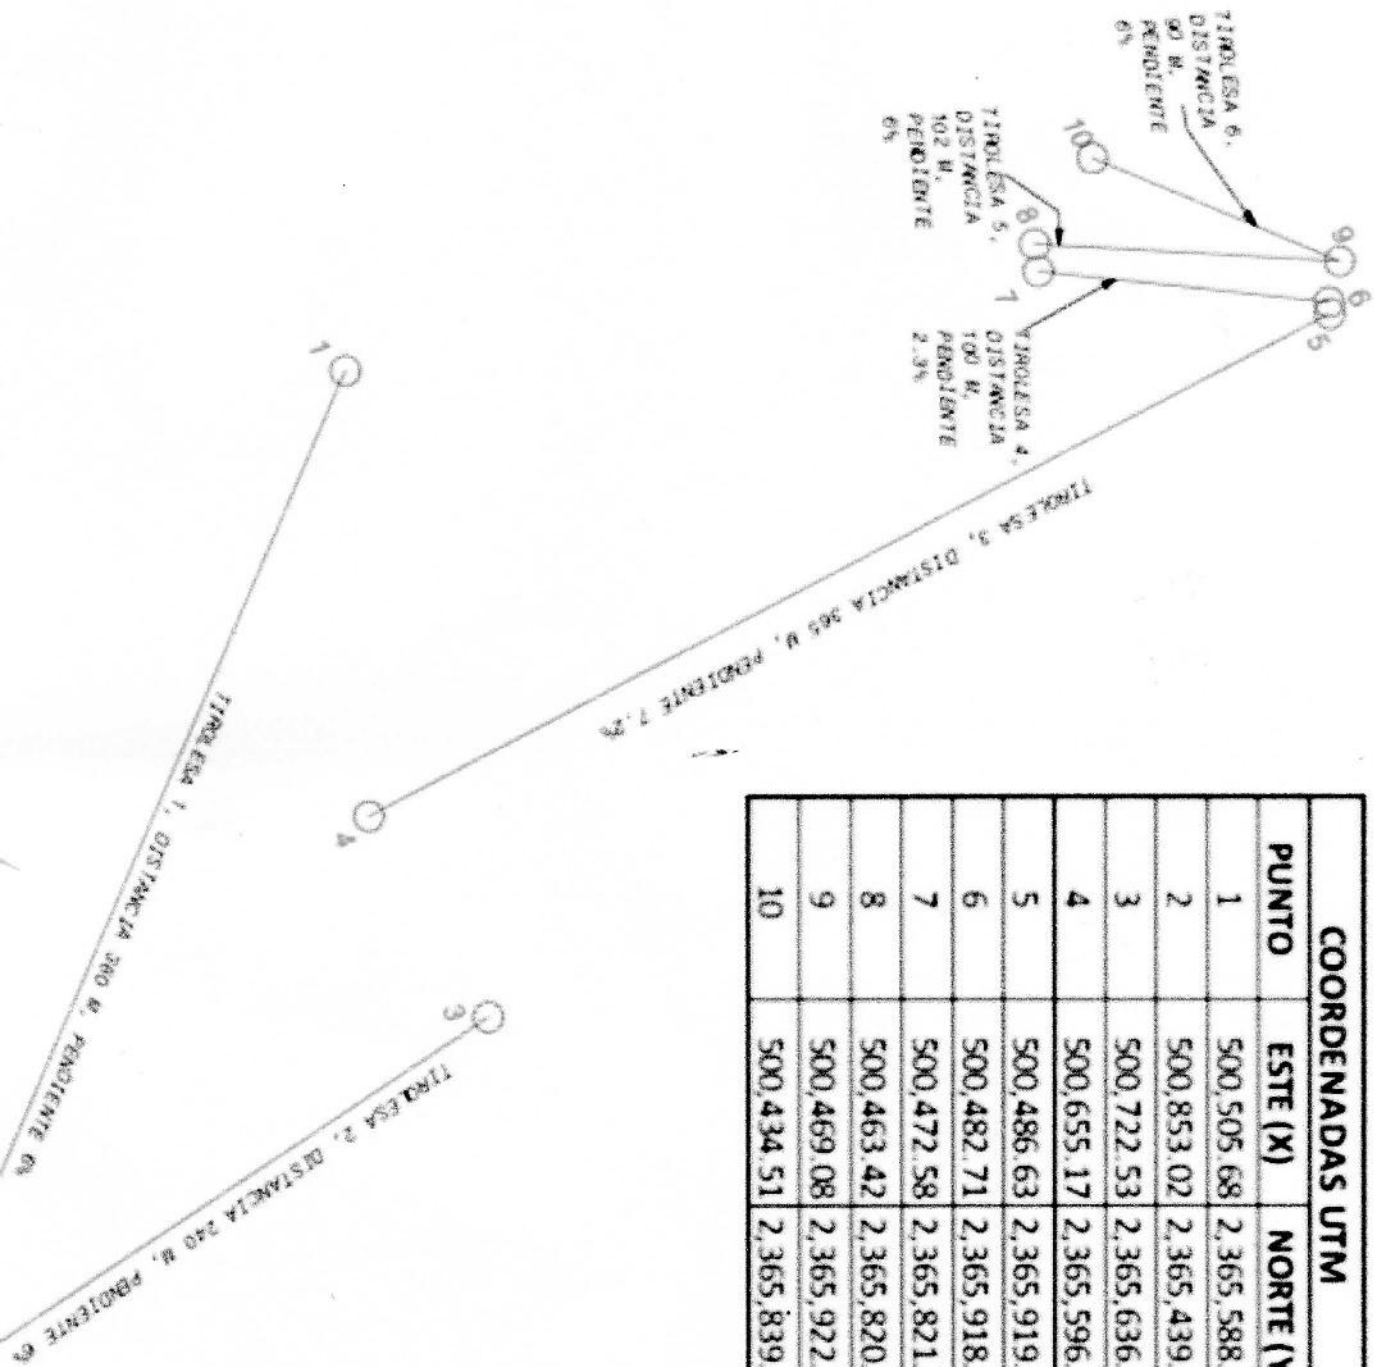 COORDENADAS UTM
PUNTO ESTE (X) NORTE (Y
1 500,505.68 2,365,588
2 500,853.02 2,365,439.
3 500,722.53 2,365,636.
4 500,655.17 2,365,596
5 500,486.63 2,365,919.
6 500,482.71 2,365,918.
7 500,472.58 2,365,821.
8 500,463.42 2,365,820.
9 500,469.08 2,365,922
10 500,434.51 2,365,839.
TIROLESA 6,
DISTANCIA
90 M,
PENDIENTE
6%
TIROLESA 5,
DISTANCIA
102 M,
PENDIENTE
6%
TIROLESA 4,
DISTANCIA
100 M,
PENDIENTE
2.3%
TIROLESA 3, DISTANCIA 365 M, PENDIENTE 7.2%
TIROLESA 1, DISTANCIA 380 M, PENDIENTE 6%
TIROLESA 2, DISTANCIA 240 M, PENDIENTE 6%
9
6
5
10
8
7
1
4
3